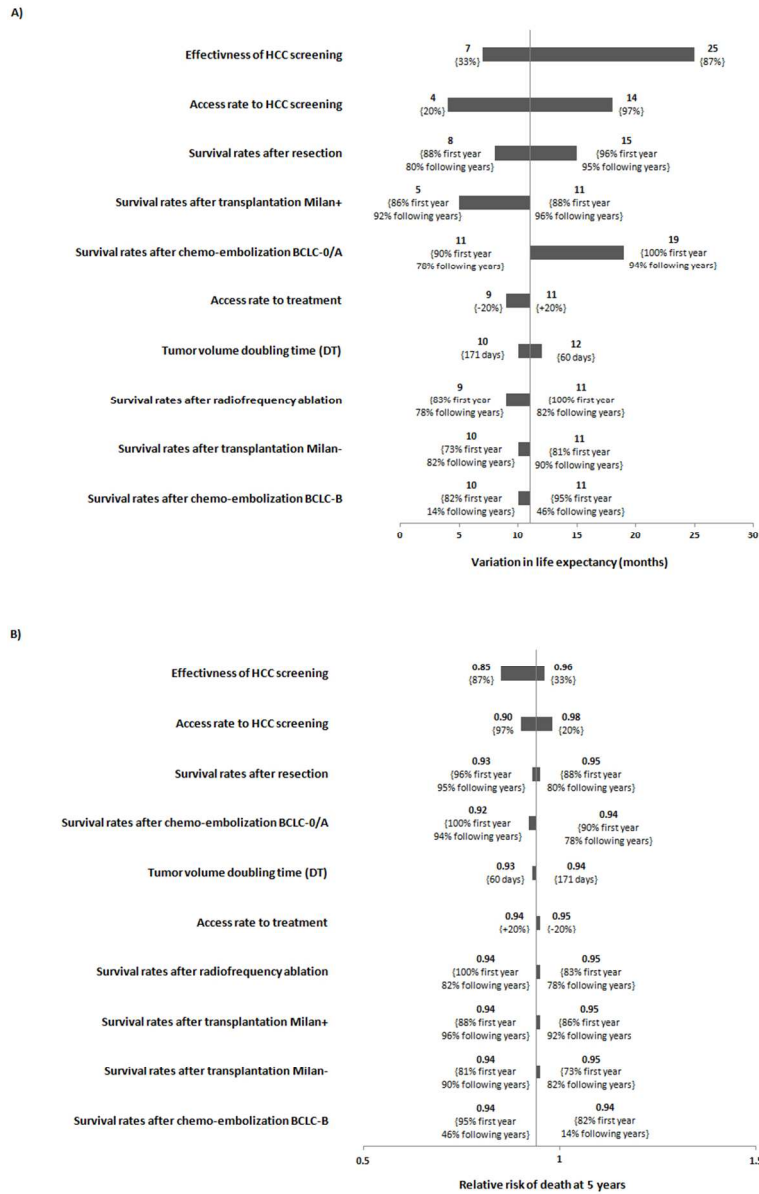 A)
Effectivness of HCC screening
7
{33%}
25
{87%}
Access rate to HCC screening
4
{20%}
14
{97%}
Survival rates after resection
8
{88% first year
80% following years}
15
{96% first year
95% following years}
Survival rates after transplantation Milan+
5
{86% first year
92% following years}
11
{88% first year
96% following years}
Survival rates after chemo-embolization BCLC-0/A
11
{90% first year
78% following years}
19
{100% first year
94% following years}
Access rate to treatment
9
{-20%}
11
{+20%}
Tumor volume doubling time (DT)
10
{171 days}
12
{60 days}
Survival rates after radiofrequency ablation
9
{83% first year
78% following years}
11
{100% first year
82% following years}
Survival rates after transplantation Milan-
10
{73% first year
82% following years}
11
{81% first year
90% following years}
Survival rates after chemo-embolization BCLC-B
10
{82% first year
14% following years}
11
{95% first year
46% following years}
0 5 10 15 20 25 30
Variation in life expectancy (months)
B)
Effectivness of HCC screening
0.85
{87%}
0.96
{33%}
Access rate to HCC screening
0.90
{97%
0.98
{20%}
Survival rates after resection
0.93
{96% first year
95% following years}
0.95
{88% first year
80% following years}
Survival rates after chemo-embolization BCLC-0/A
0.92
{100% first year
94% following years}
0.94
{90% first year
78% following years}
Tumor volume doubling time (DT)
0.93
{60 days}
0.94
{171 days}
Access rate to treatment
0.94
{+20%}
0.95
{-20%}
Survival rates after radiofrequency ablation
0.94
{100% first year
82% following years}
0.95
{83% first year
78% following years}
Survival rates after transplantation Milan+
0.94
{88% first year
96% following years}
0.95
{86% first year
92% following years
Survival rates after transplantation Milan-
0.94
{81% first year
90% following years}
0.95
{73% first year
82% following years}
Survival rates after chemo-embolization BCLC-B
0.94
{95% first year
46% following years}
0.94
{82% first year
14% following years}
0.5 1 1.5
Relative risk of death at 5 years